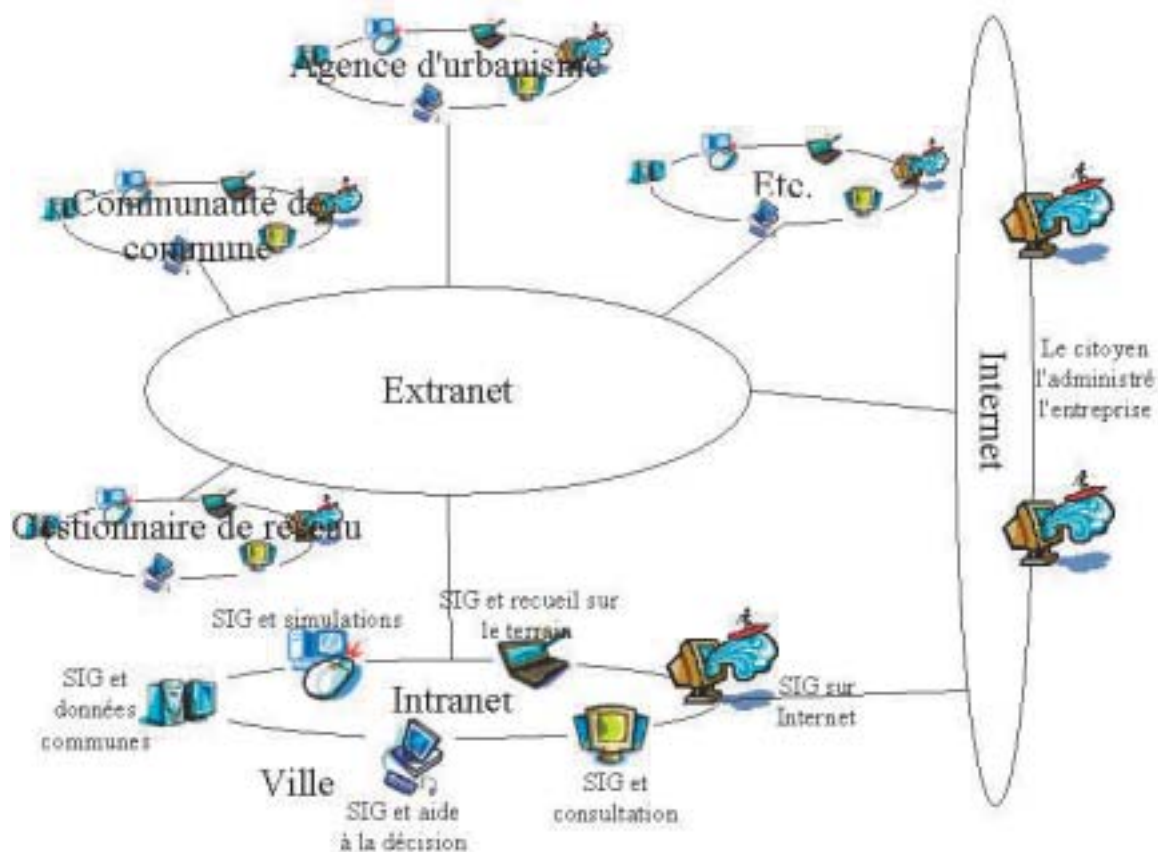 Agence d'urbanisme
Etc.
Communauté de
commune
Extranet
Internet
Le citoyen
l'administré
l'entreprise
Gestionnaire de réseau
SIG et simulations
SIG et recueil sur
le terrain
SIG et
données
communes
Intranet
SIG sur
Internet
Ville
SIG et aide
à la décision
SIG et
consultation